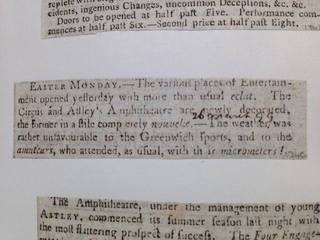 replete with
cidents, ingenious Changes, uncommon Deceptions, &c. &c.
Doors to be opened at half past Five. Performance com-
mences at half past Six.—Second price at half past Eight.
EASTER MONDAY.—The various places of Entertain-
ment opened yesterday with more than usual eclat. The
Circus and Astley's Amphitheatre are newly decorated,
the former in a stile completely nouvelle.—The weather was
rather unfavourable to the Greenwich sports, and to the
amateurs, who attended, as usual, with their micrometers!
The Amphitheatre, under the management of young
ASTLEY, commenced its summer season last night with
the most flattering prospect of success. The Four Engage-